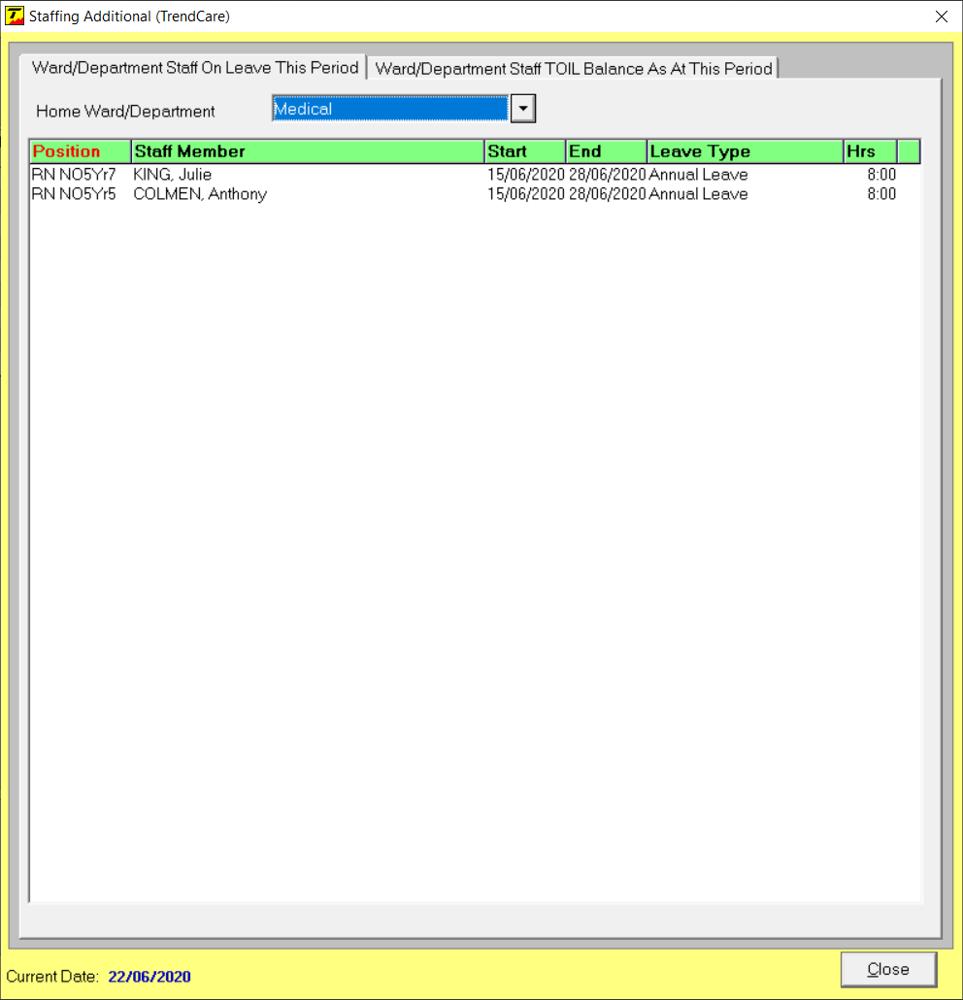 Staffing Additional (TrendCare)
Ward/Department Staff On Leave This Period Ward/Department Staff TOIL Balance As At This Period
Home Ward/Department Medical
Position Staff Member Start End Leave Type Hrs
RN NO5Yr7 KING, Julie 15/06/2020 28/06/2020 Annual Leave 8:00
RN NO5Yr5 COLMEN, Anthony 15/06/2020 28/06/2020 Annual Leave 8:00
Close
Current Date: 22/06/2020